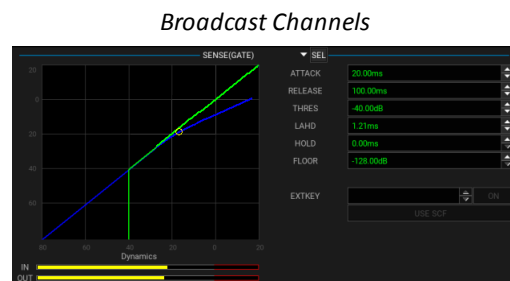 Broadcast Channels
SENSE(GATE)
SEL
20
0
20
40
60
80 60 40 20 0 20
Dynamics
IN
OUT
ATTACK 20.00ms
RELEASE 100.00ms
THRES -40.00dB
LAHD 1.21ms
HOLD 0.00ms
FLOOR -128.00dB
EXTKEY ON
USE SCF